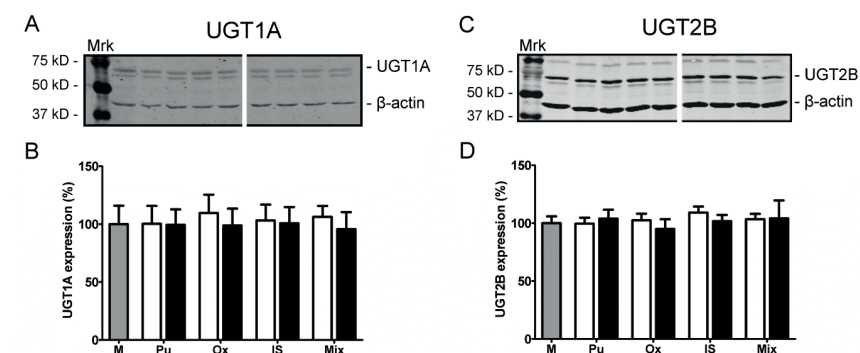 A
UGT1A
Mrk
75 kD -
50 kD -
37 kD -
- UGT1A
- β-actin
C
UGT2B
Mrk
75 kD -
50 kD -
37 kD -
- UGT2B
- β-actin
B
UGT1A expression (%)
150
100
50
0
M Pu Ox IS Mix
D
UGT2B expression (%)
150
100
50
0
M Pu Ox IS Mix